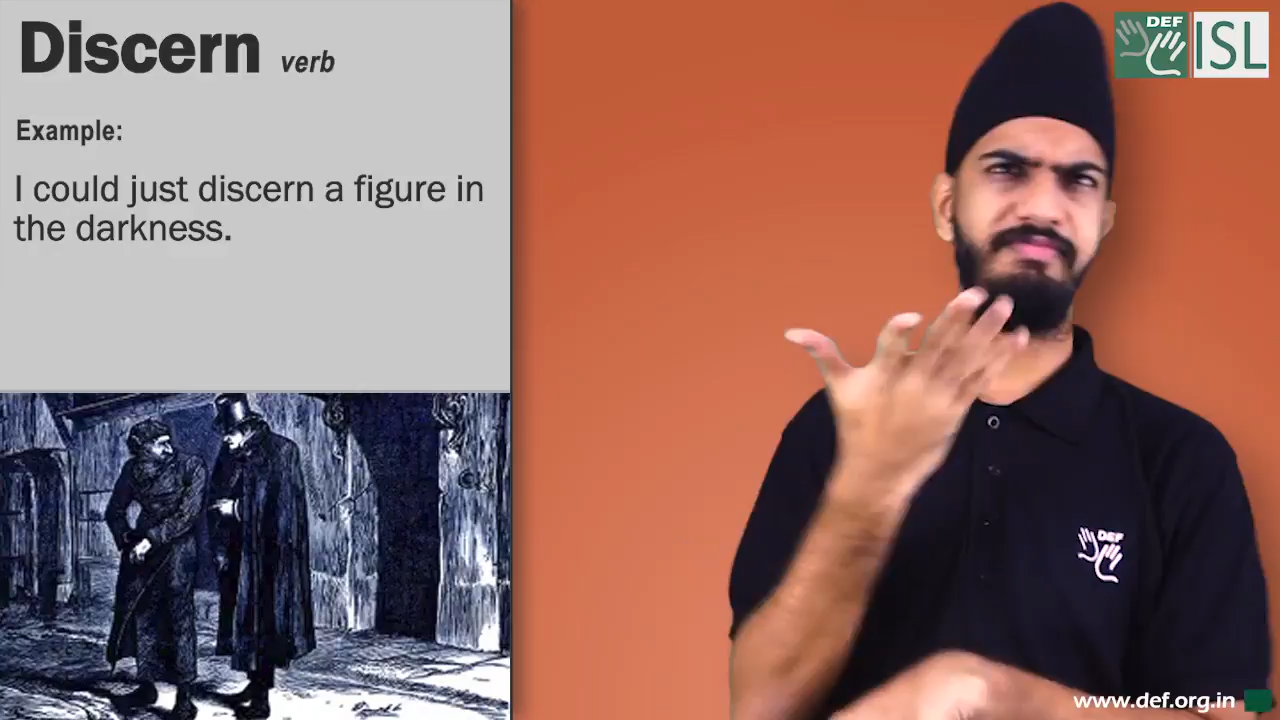 Discern verb
Example:
I could just discern a figure in
the darkness.
DEF
ISL
DEF
www.def.org.in